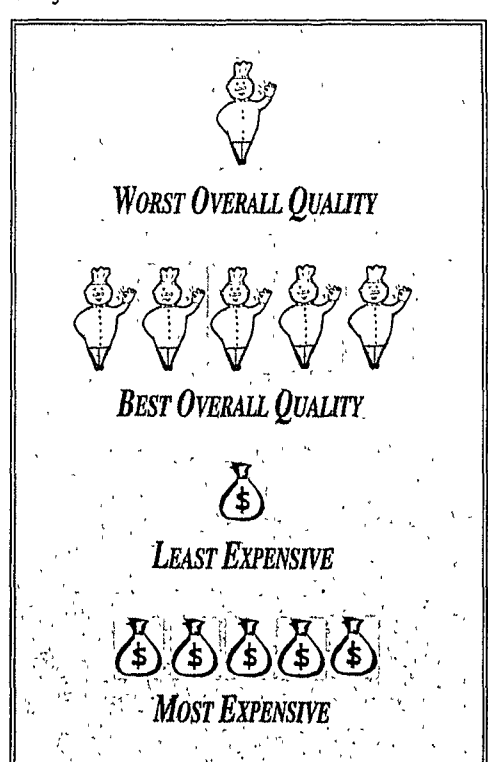 WORST OVERALL QUALITY
BEST OVERALL QUALITY
$
LEAST EXPENSIVE
$ $ $ $ $
MOST EXPENSIVE